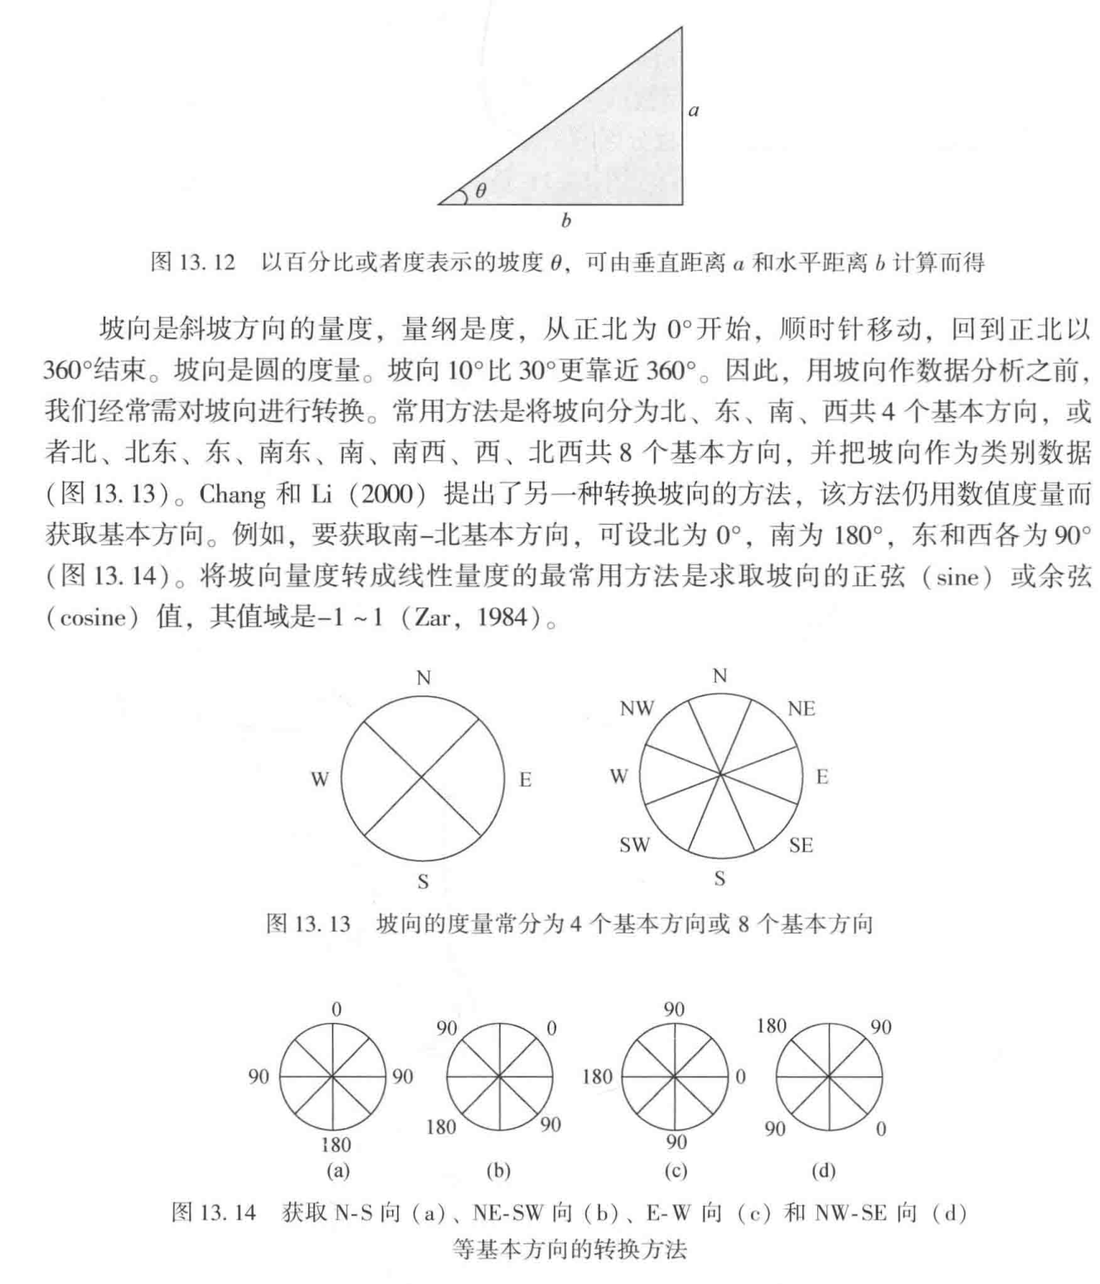 a
θ
b
图 13.12 以百分比或者度表示的坡度 θ，可由垂直距离 a 和水平距离 b 计算而得
坡向是斜坡方向的量度，量纲是度，从正北为 0°开始，顺时针移动，回到正北以
360°结束。坡向是圆的度量。坡向 10°比 30°更靠近 360°。因此，用坡向作数据分析之前，
我们经常需对坡向进行转换。常用方法是将坡向分为北、东、南、西共 4 个基本方向，或
者北、北东、东、南东、南、南西、西、北西共 8 个基本方向，并把坡向作为类别数据
(图 13.13)。Chang 和 Li（2000）提出了另一种转换坡向的方法，该方法仍用数值度量而
获取基本方向。例如，要获取南-北基本方向，可设北为 0°，南为 180°，东和西各为 90°
(图 13.14)。将坡向量度转成线性量度的最常用方法是求取坡向的正弦（sine）或余弦
(cosine）值，其值域是-1 ~ 1（Zar，1984）。
N
W
E
S
N
NW
NE
W
E
SW
SE
S
图 13.13 坡向的度量常分为 4 个基本方向或 8 个基本方向
0
90
90
180
(a)
90
0
180
90
(b)
90
180
0
90
(c)
180
90
90
0
(d)
图 13.14 获取 N-S 向（a）、NE-SW 向（b）、E-W 向（c）和 NW-SE 向（d）
等基本方向的转换方法